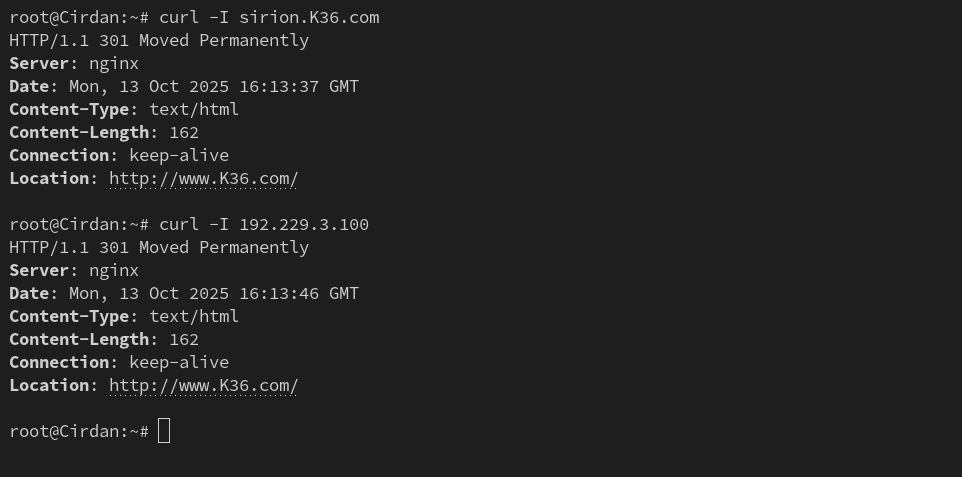 root@Cirdan:~# curl -I sirion.K36.com
HTTP/1.1 301 Moved Permanently
Server: nginx
Date: Mon, 13 Oct 2025 16:13:37 GMT
Content-Type: text/html
Content-Length: 162
Connection: keep-alive
Location: http://www.K36.com/

root@Cirdan:~# curl -I 192.229.3.100
HTTP/1.1 301 Moved Permanently
Server: nginx
Date: Mon, 13 Oct 2025 16:13:46 GMT
Content-Type: text/html
Content-Length: 162
Connection: keep-alive
Location: http://www.K36.com/

root@Cirdan:~#